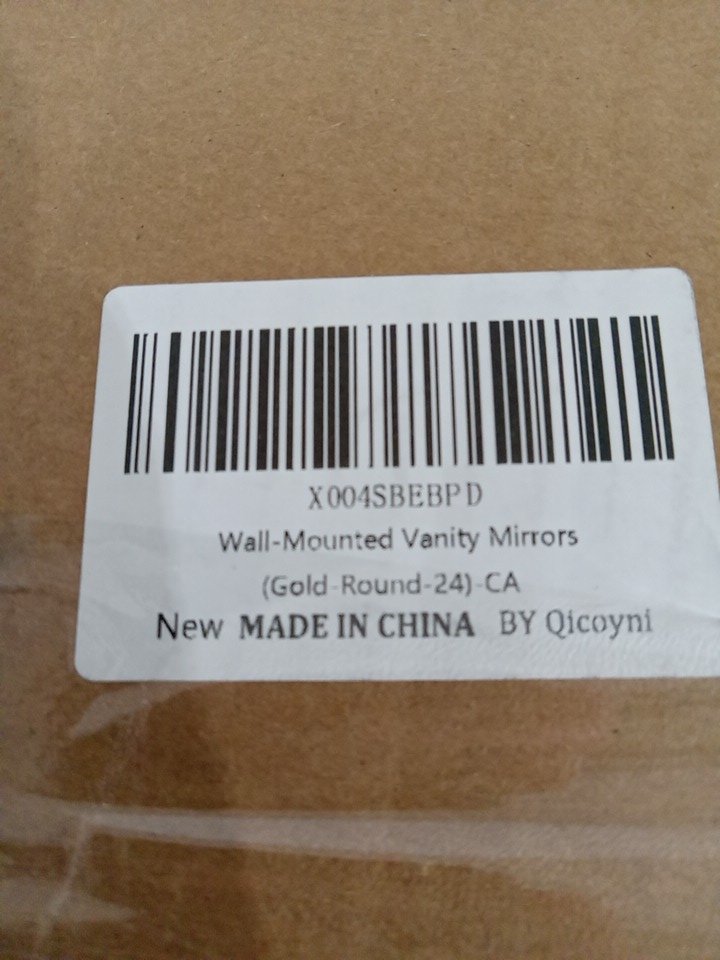 X004SBEBPD
Wall-Mounted Vanity Mirrors
(Gold-Round-24)-CA
New MADE IN CHINA BY Qicoyni